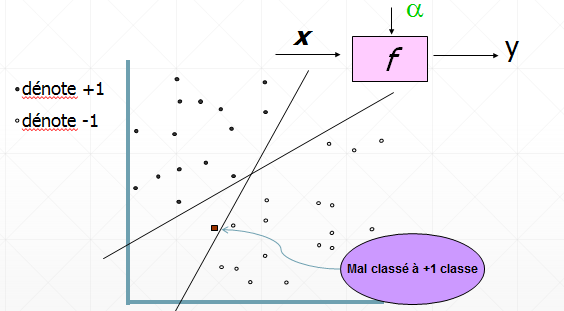 α
x
f
y
dénote +1
dénote -1
Mal classé à +1 classe